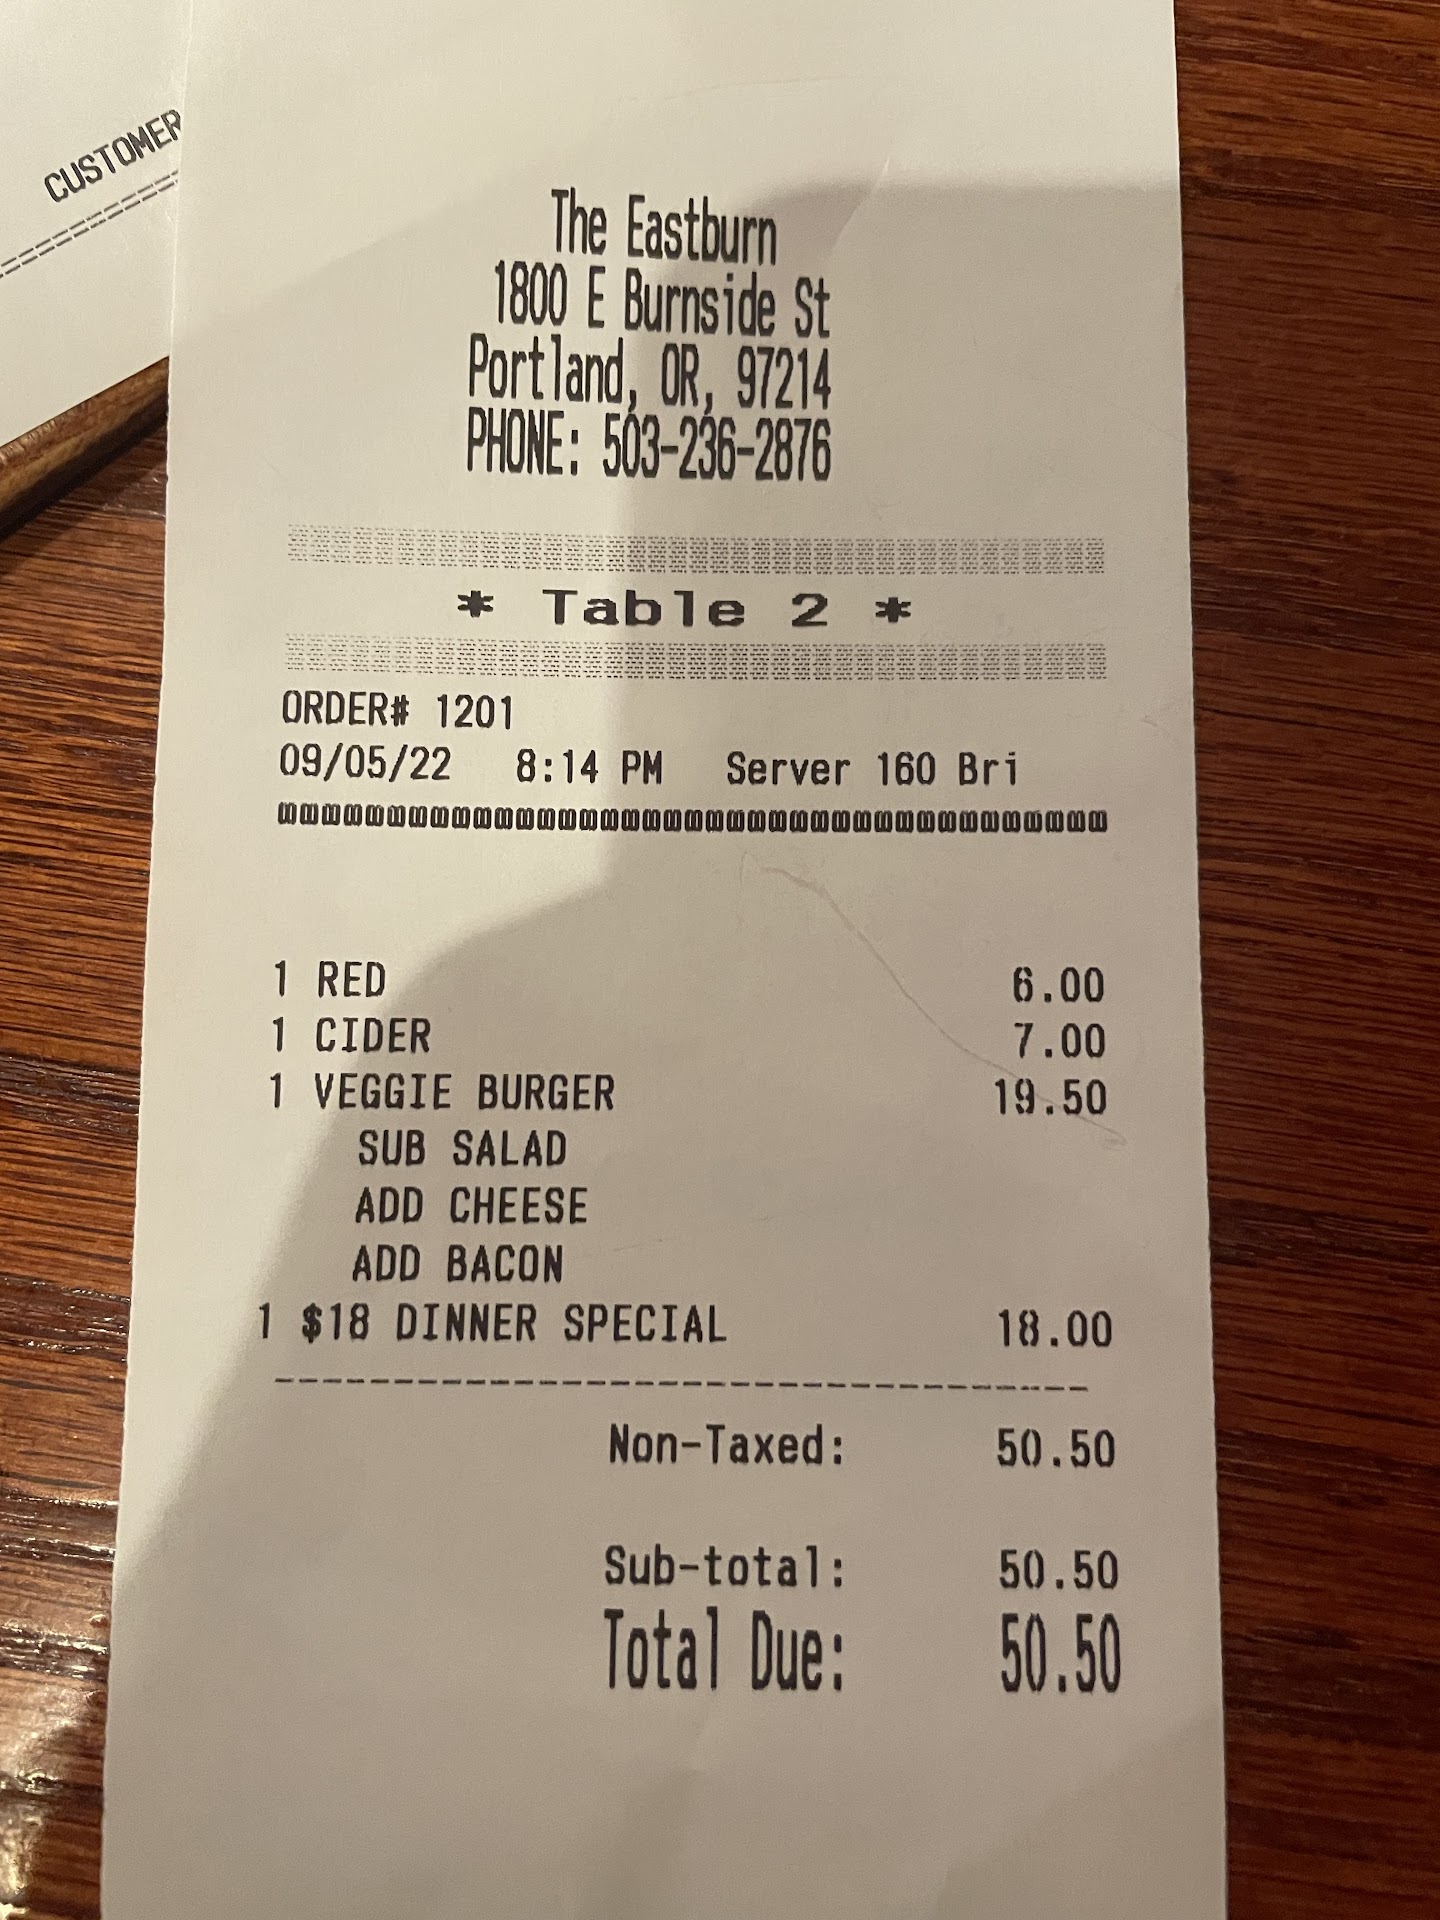 CUSTOMER
The Eastburn
1800 E Burnside St
Portland, OR, 97214
PHONE: 503-236-2876
* Table 2 *
ORDER# 1201
09/05/22 8:14 PM Server 160 Bri
1 RED 6.00
1 CIDER 7.00
1 VEGGIE BURGER 19.50
SUB SALAD
ADD CHEESE
ADD BACON
1 $18 DINNER SPECIAL 18.00
Non-Taxed: 50.50
Sub-total: 50.50
Total Due: 50.50